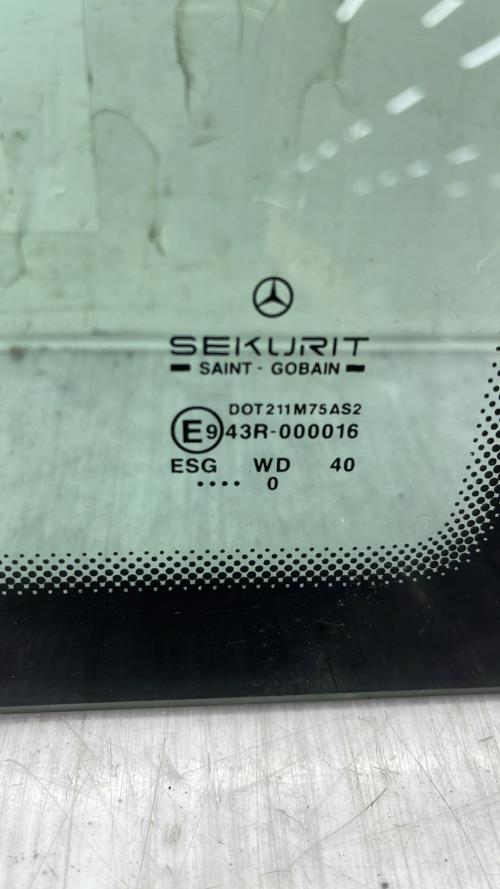 SEKURIT
SAINT - GOBAIN
DOT211M75AS2
E9 43R-000016
ESG WD 40
.... 0